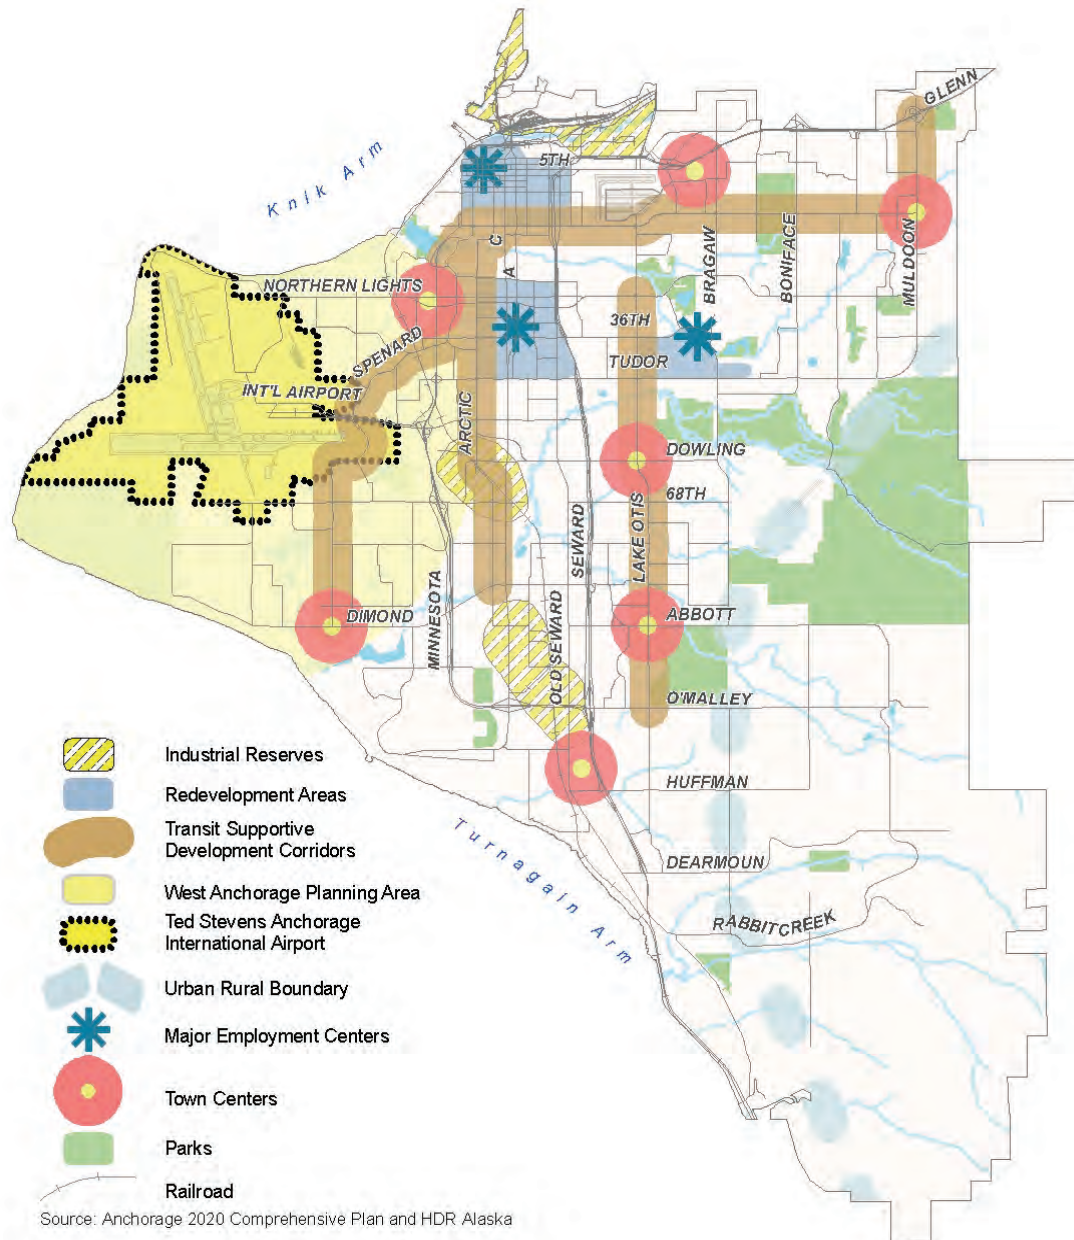 GLENN
5TH
Knik Arm
C
A
BRAGAW
BONIFACE
MULDOON
NORTHERN LIGHTS
36TH
SPENARD
TUDOR
INT'L AIRPORT
ARCTIC
DOWLING
68TH
SEWARD
LAKE OTIS
DIMOND
MINNESOTA
OLD SEWARD
ABBOTT
O'MALLEY
HUFFMAN
DEARMOUN
RABBITCREEK
Turnagain Arm
Industrial Reserves
Redevelopment Areas
Transit Supportive
Development Corridors
West Anchorage Planning Area
Ted Stevens Anchorage
International Airport
Urban Rural Boundary
Major Employment Centers
Town Centers
Parks
Railroad
Source: Anchorage 2020 Comprehensive Plan and HDR Alaska